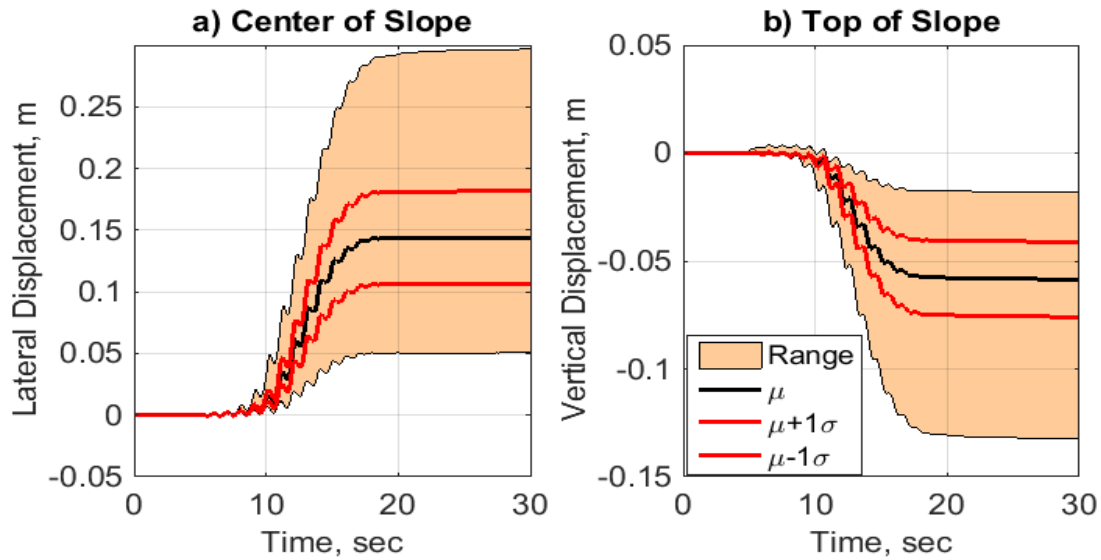 a) Center of Slope
Lateral Displacement, m
0.25
0.2
0.15
0.1
0.05
0
-0.05
0
10
20
30
Time, sec
b) Top of Slope
Vertical Displacement, m
0.05
0
-0.05
-0.1
-0.15
Range
μ
μ+1σ
μ-1σ
0
10
20
30
Time, sec